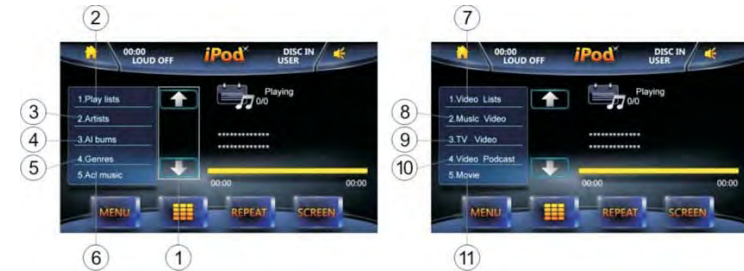 2
00:00
LOUD OFF
iPod
DISC IN
USER
1.Play lists
2.Artists
3.Al bums
4.Genres
5.Acl music
Playing
0/0
*************
*************
00:00 00:00
MENU REPEAT SCREEN
3
4
5
6
1
7
00:00
LOUD OFF
iPod
DISC IN
USER
1.Video Lists
2.Music Video
3.TV Video
4.Video Podcast
5.Movie
Playing
0/0
*************
*************
00:00 00:00
MENU REPEAT SCREEN
8
9
10
11